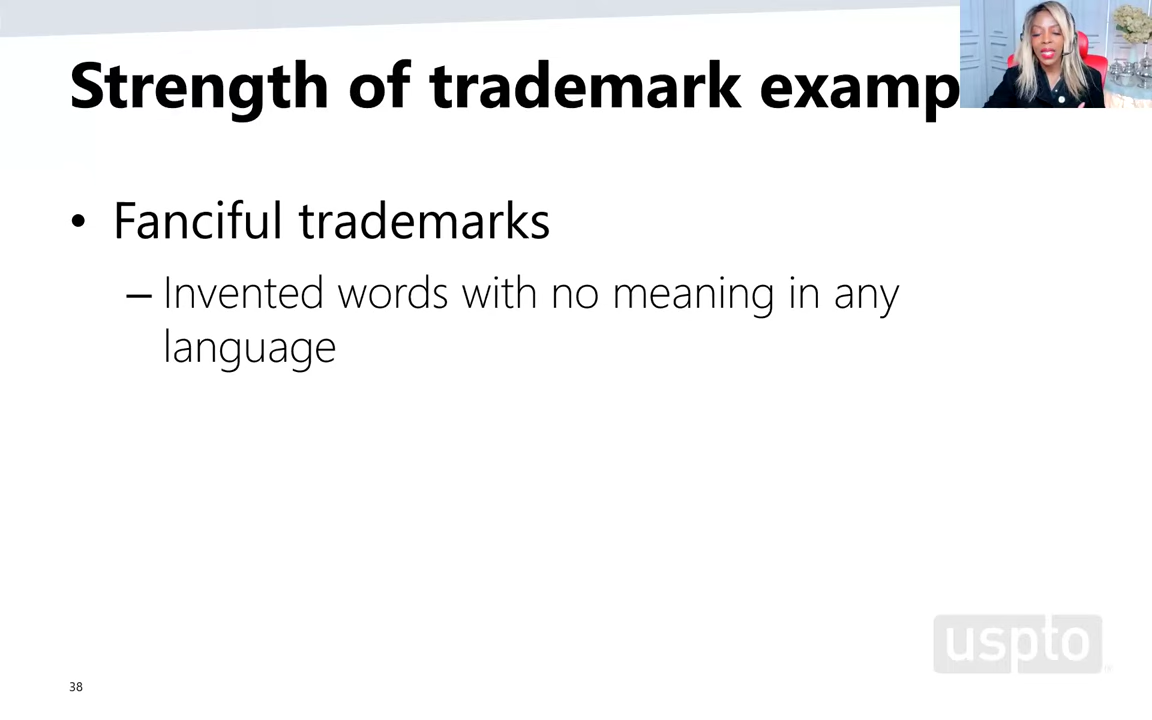 Strength of trademark examp
• Fanciful trademarks
– Invented words with no meaning in any
language
uspto
38